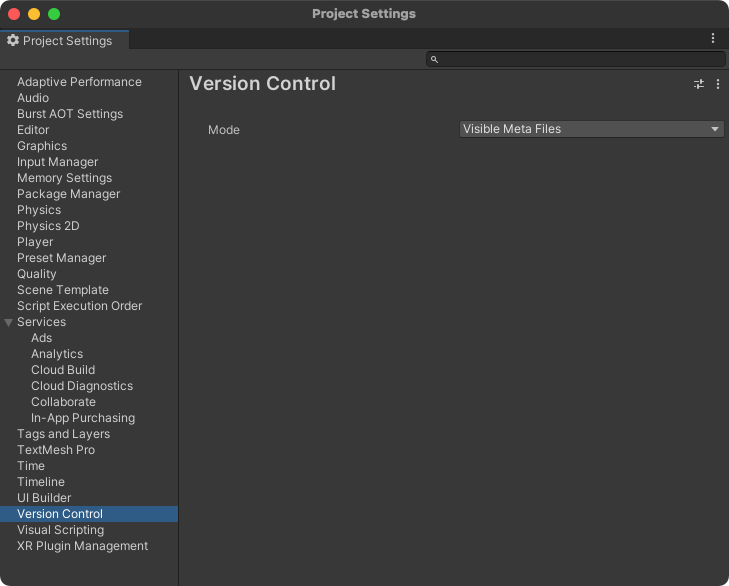 Project Settings
Project Settings
Version Control
Mode
Visible Meta Files
Adaptive Performance
Audio
Burst AOT Settings
Editor
Graphics
Input Manager
Memory Settings
Package Manager
Physics
Physics 2D
Player
Preset Manager
Quality
Scene Template
Script Execution Order
Services
Ads
Analytics
Cloud Build
Cloud Diagnostics
Collaborate
In-App Purchasing
Tags and Layers
TextMesh Pro
Time
Timeline
UI Builder
Version Control
Visual Scripting
XR Plugin Management